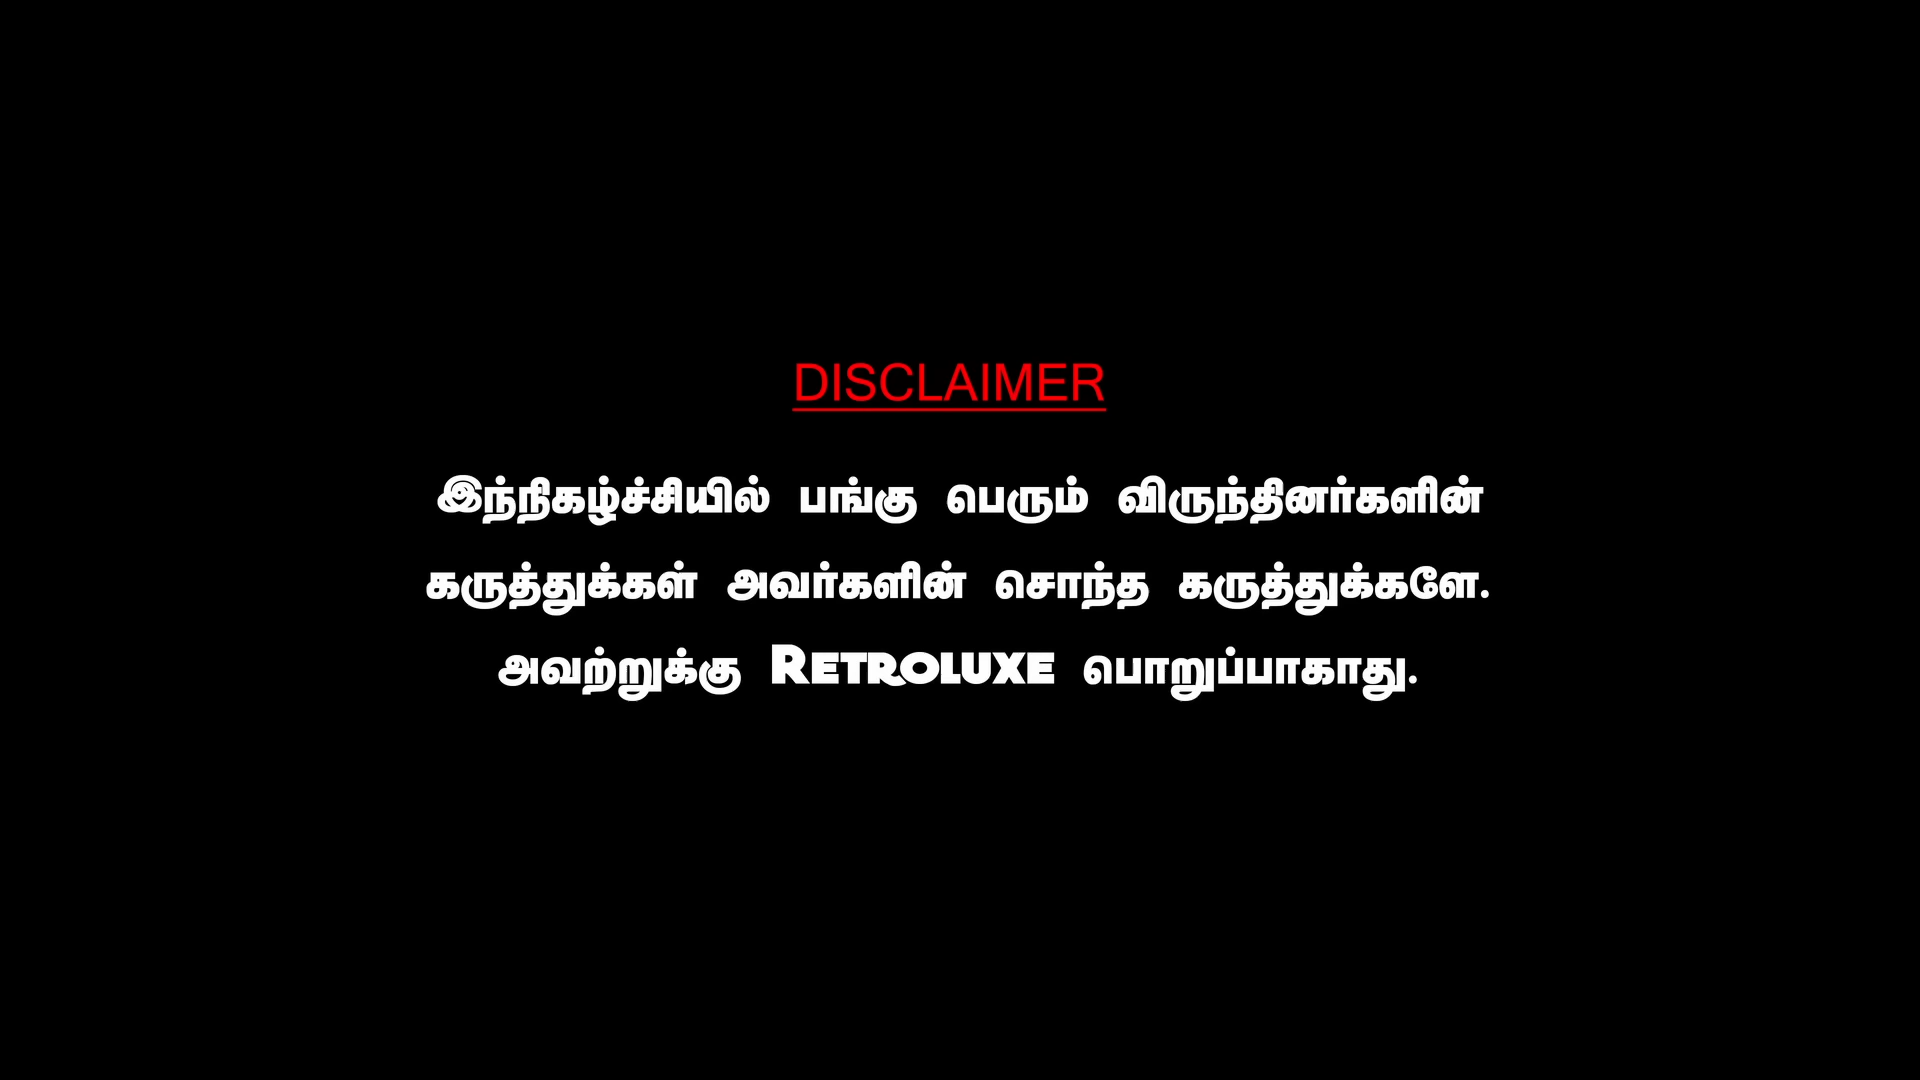 DISCLAIMER
இந்நிகழ்ச்சியில் பங்கு பெரும் விருந்தினர்களின்
கருத்துக்கள் அவர்களின் சொந்த கருத்துக்களே.
அவற்றுக்கு RETROLUXE பொறுப்பாகாது.